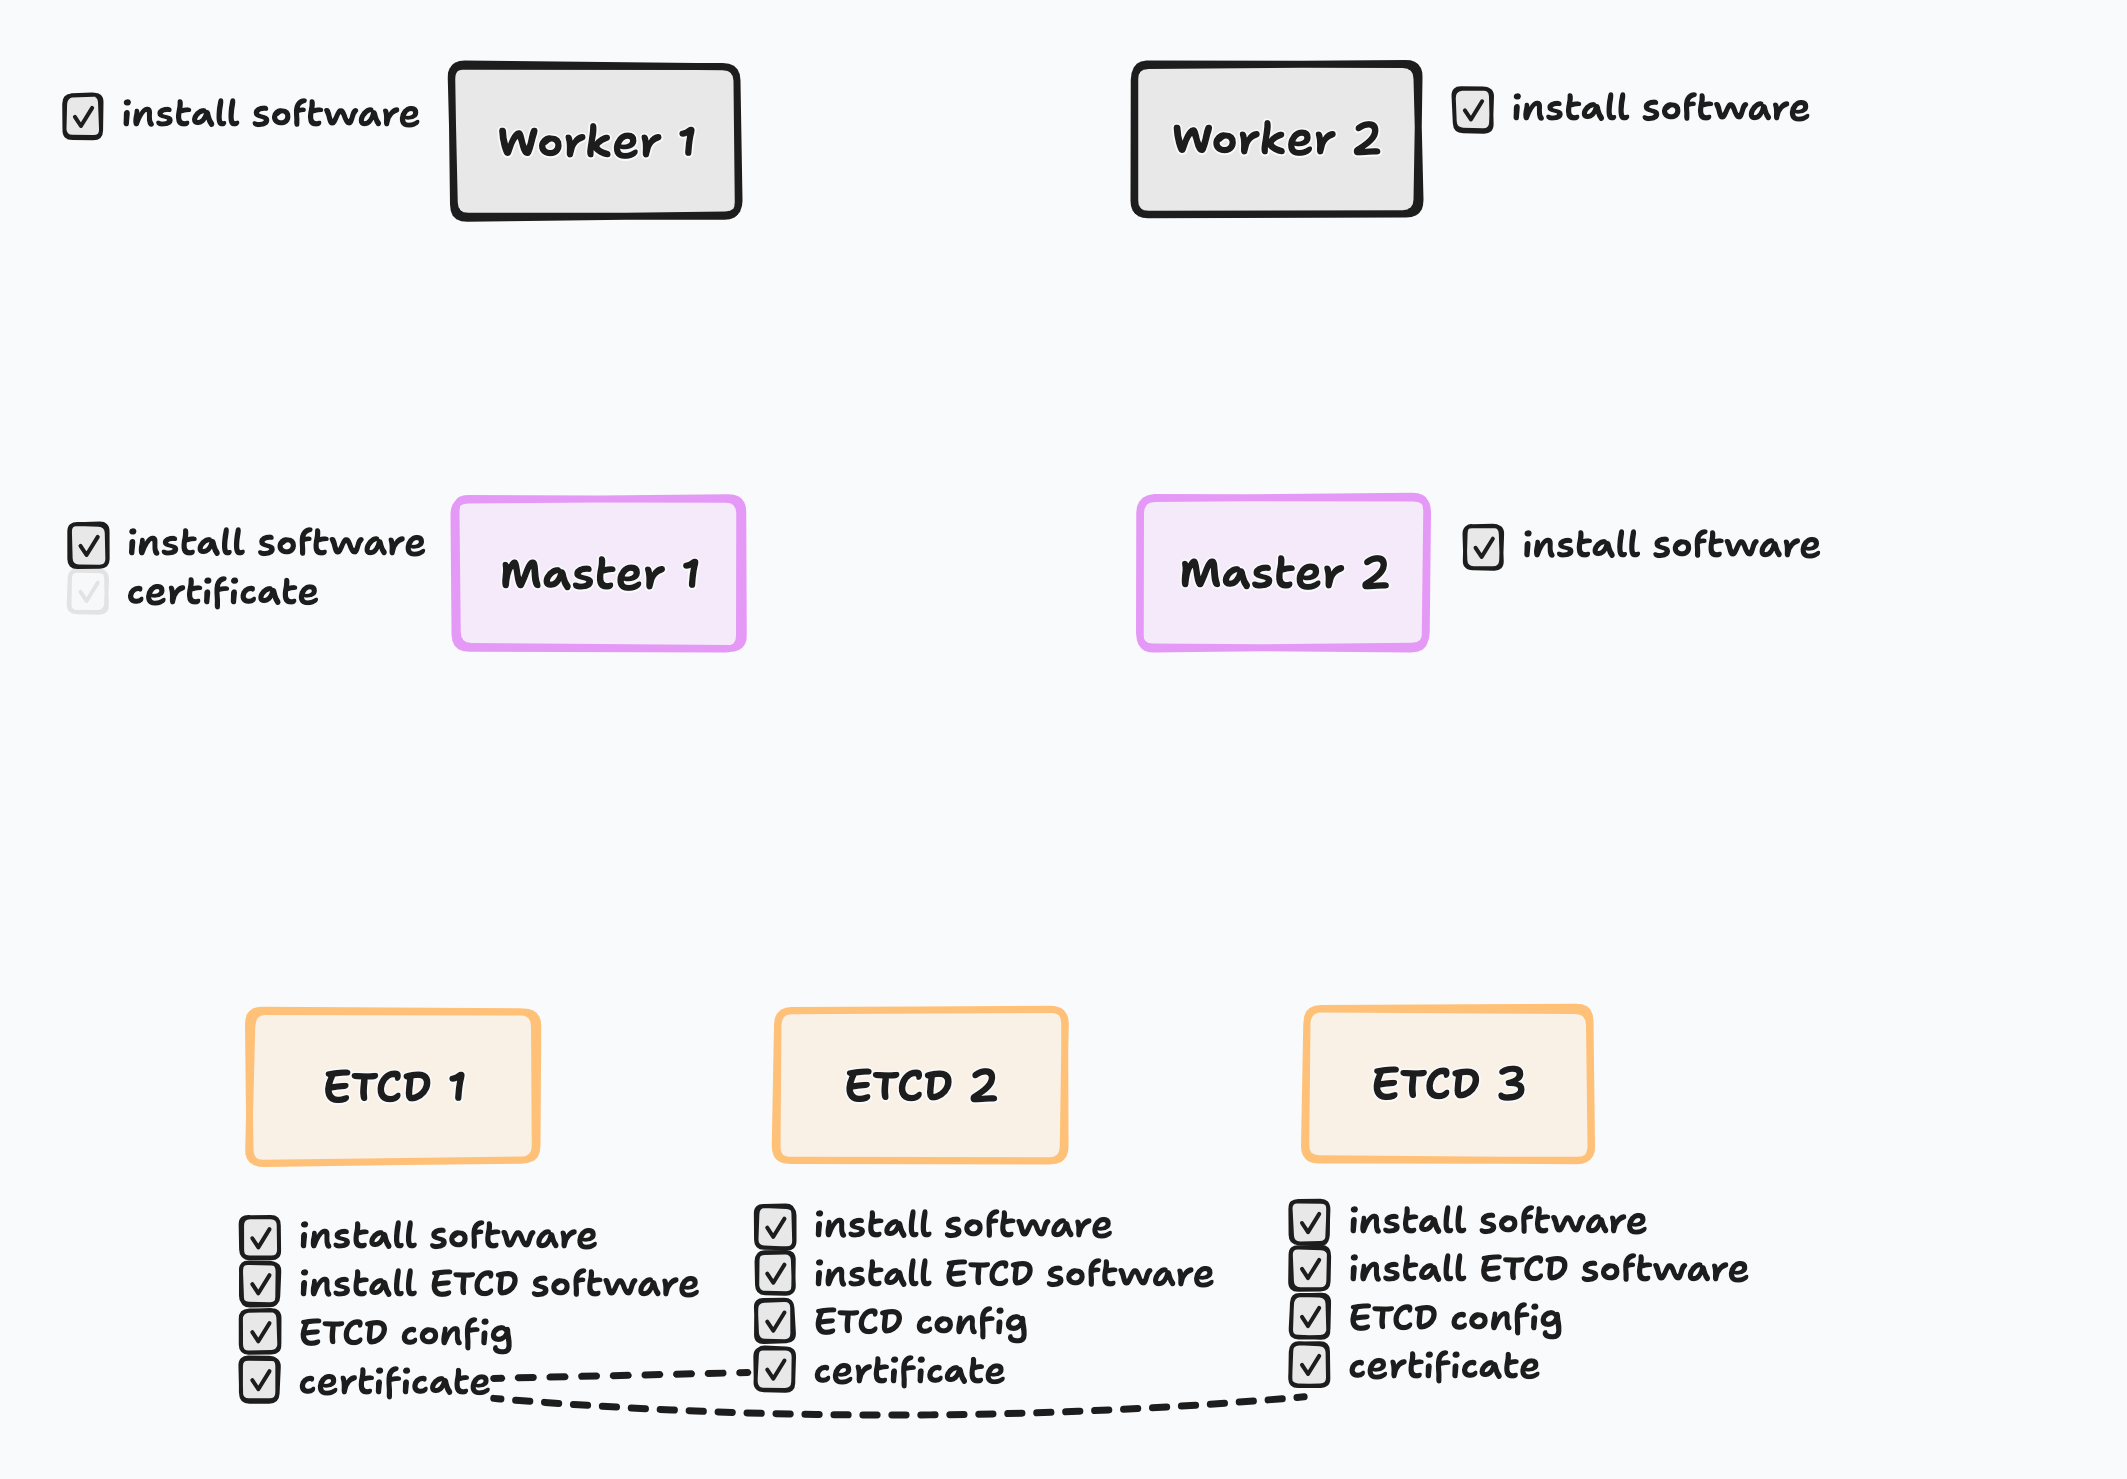 install software
Worker 1
Worker 2
install software
install software
certificate
Master 1
Master 2
install software
ETCD 1
ETCD 2
ETCD 3
install software
install ETCD software
ETCD config
certificate
install software
install ETCD software
ETCD config
certificate
install software
install ETCD software
ETCD config
certificate